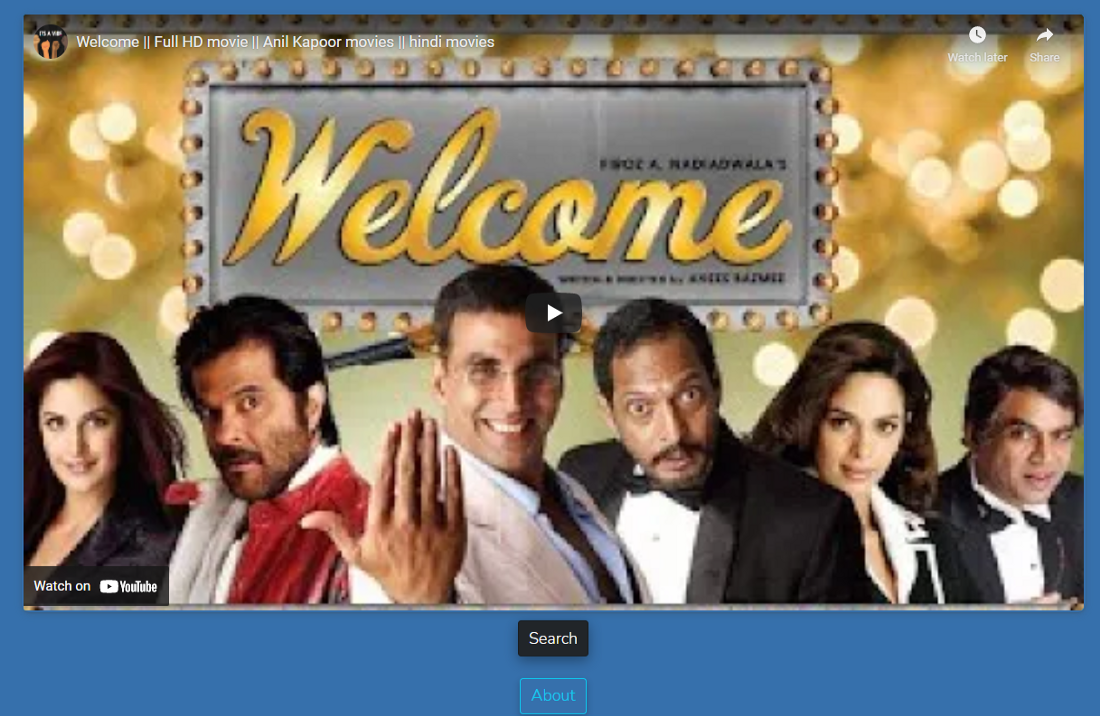 Welcome || Full HD movie || Anil Kapoor movies || hindi movies
Watch later
Share
FIROZ A. NADIADWALA'S
Welcome
WRITTEN & DIRECTED by ANEES BAZMEE
Watch on YouTube
Search
About